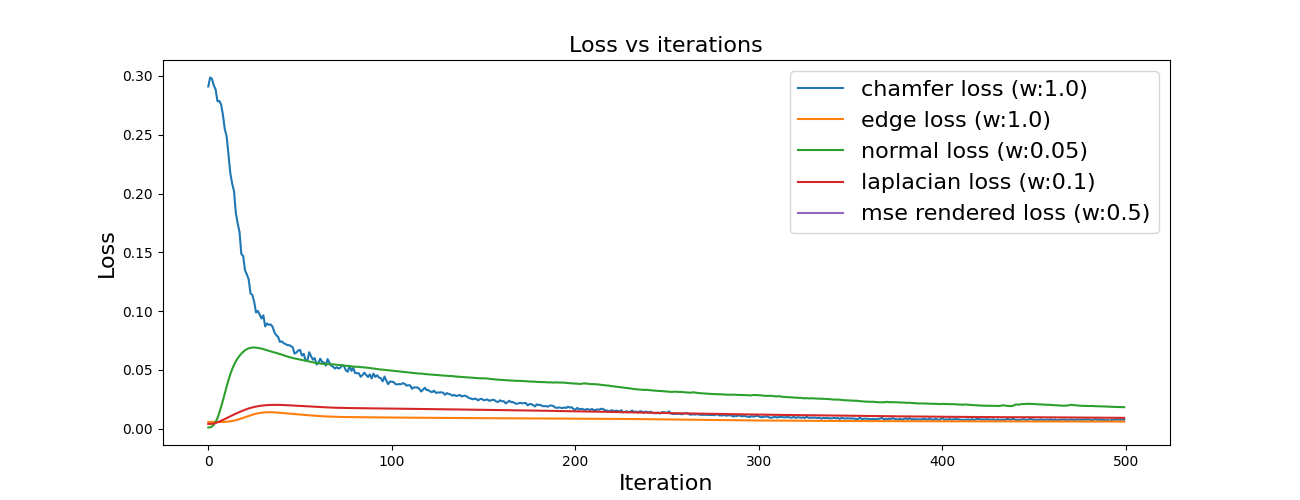 Loss vs iterations
0.30
0.25
0.20
0.15
0.10
0.05
0.00
Loss
chamfer loss (w:1.0)
edge loss (w:1.0)
normal loss (w:0.05)
laplacian loss (w:0.1)
mse rendered loss (w:0.5)
0 100 200 300 400 500
Iteration